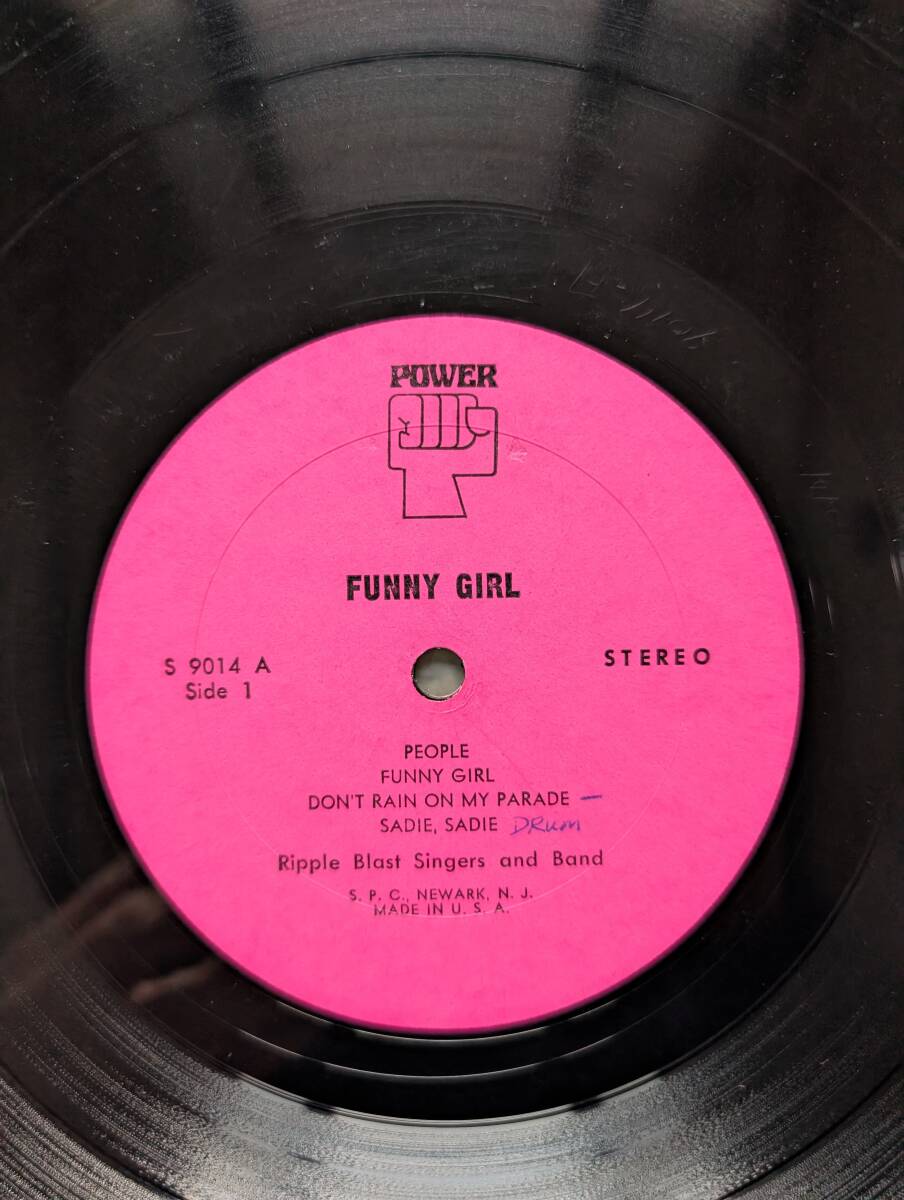 POWER
FUNNY GIRL
S 9014 A
Side 1
STEREO
PEOPLE
FUNNY GIRL
DON'T RAIN ON MY PARADE –
SADIE, SADIE DRum
Ripple Blast Singers and Band
S. P. C., NEWARK, N. J.
MADE IN U. S. A.